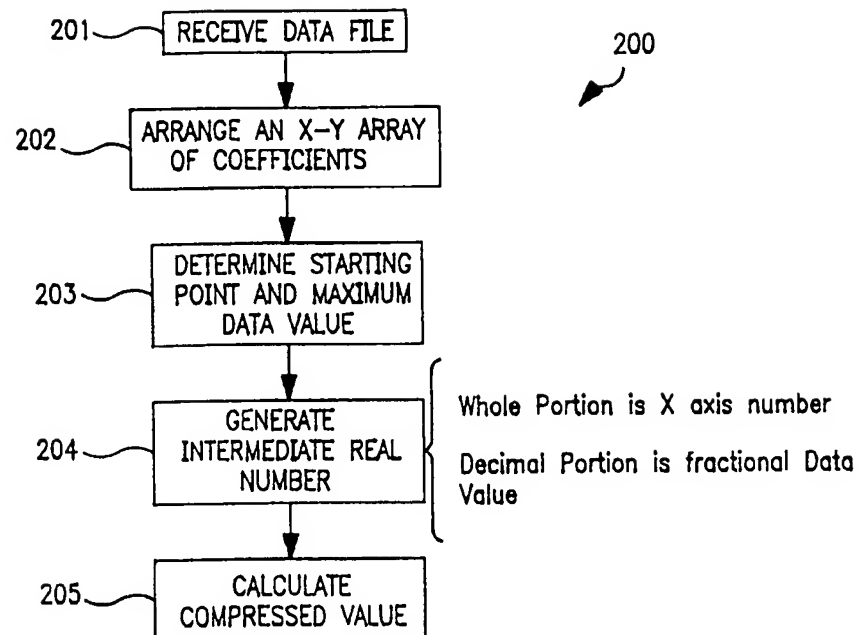 201
RECEIVE DATA FILE
200
202
ARRANGE AN X-Y ARRAY
OF COEFFICIENTS
203
DETERMINE STARTING
POINT AND MAXIMUM
DATA VALUE
204
GENERATE
INTERMEDIATE REAL
NUMBER
Whole Portion is X axis number
Decimal Portion is fractional Data
Value
205
CALCULATE
COMPRESSED VALUE